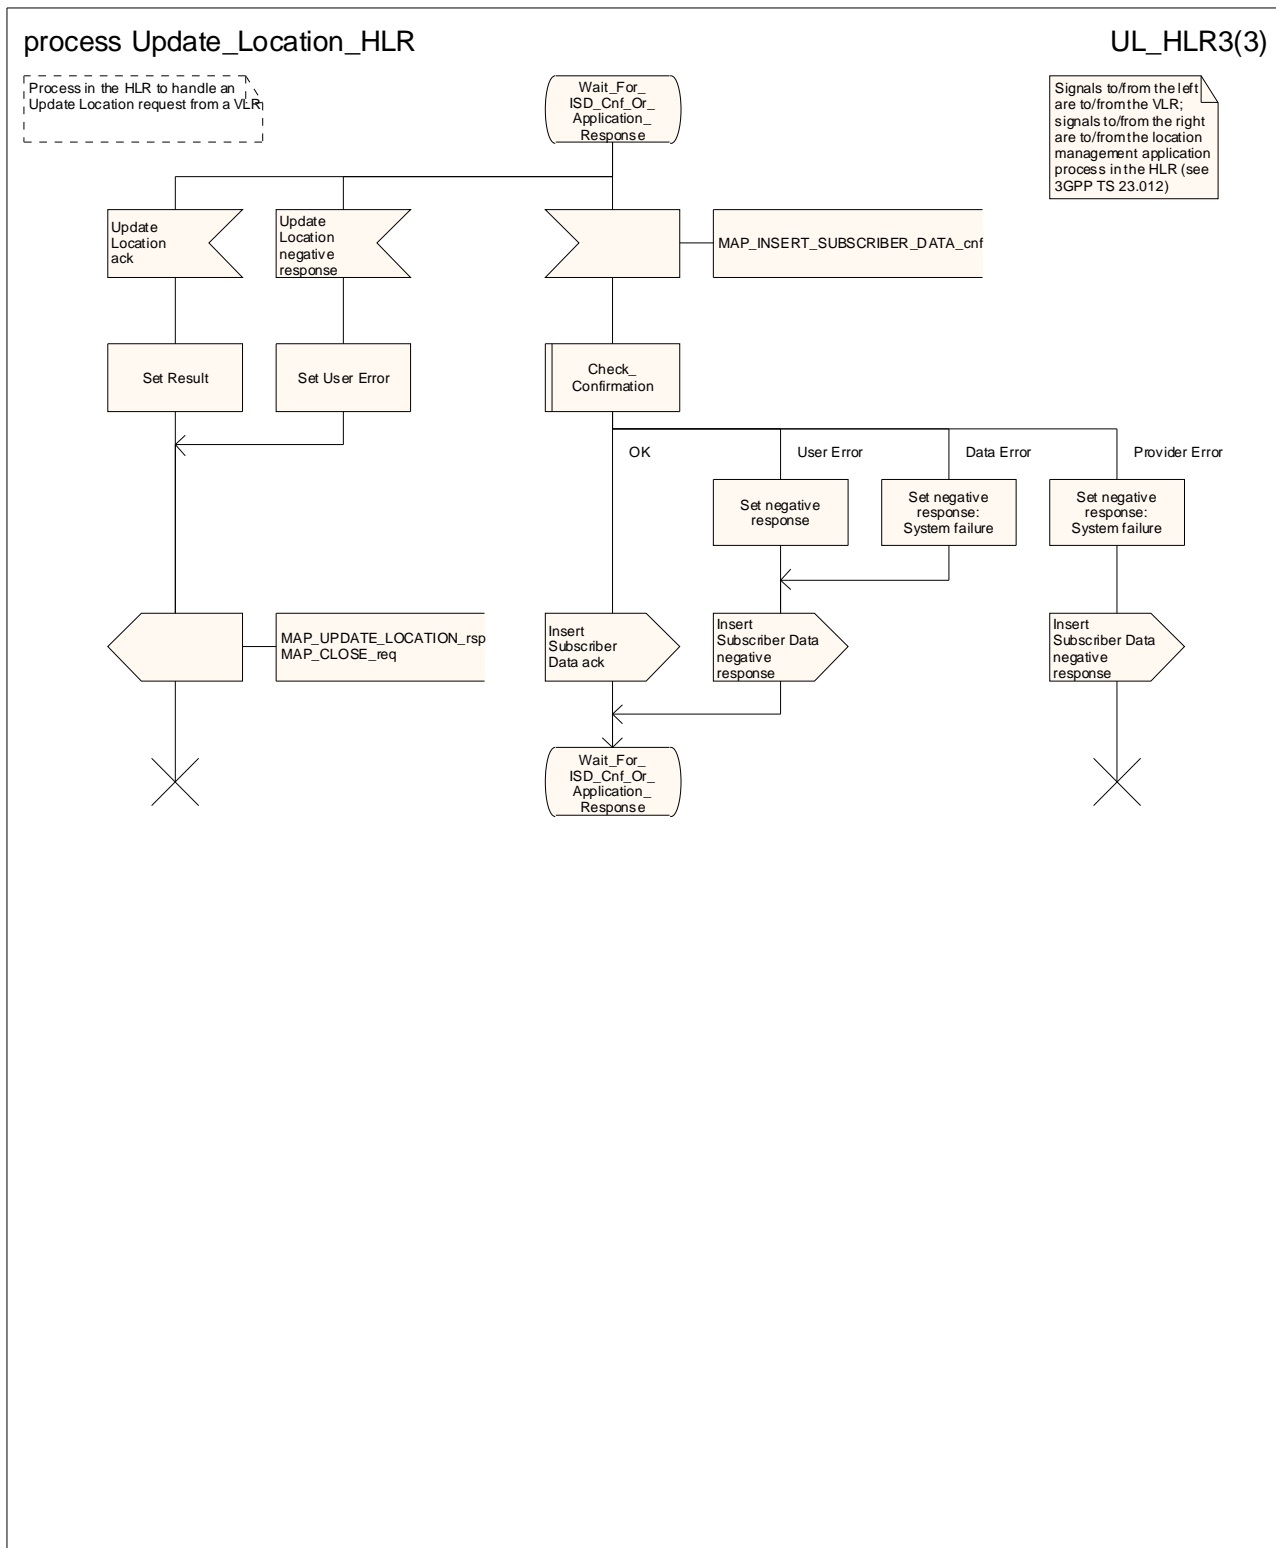 process Update_Location_HLR
UL_HLR3(3)
Process in the HLR to handle an
Update Location request from a VLR
Wait_For_
ISD_Cnf_Or_
Application_
Response
Signals to/from the left
are to/from the VLR;
signals to/from the right
are to/from the location
management application
process in the HLR (see
3GPP TS 23.012)
Update
Location
ack
Update
Location
negative
response
MAP_INSERT_SUBSCRIBER_DATA_cnf
Set Result
Set User Error
Check_
Confirmation
OK
User Error
Data Error
Provider Error
Set negative
response
Set negative
response:
System failure
Set negative
response:
System failure
MAP_UPDATE_LOCATION_rsp
MAP_CLOSE_req
Insert
Subscriber
Data ack
Insert
Subscriber Data
negative
response
Insert
Subscriber Data
negative
response
Wait_For_
ISD_Cnf_Or_
Application_
Response